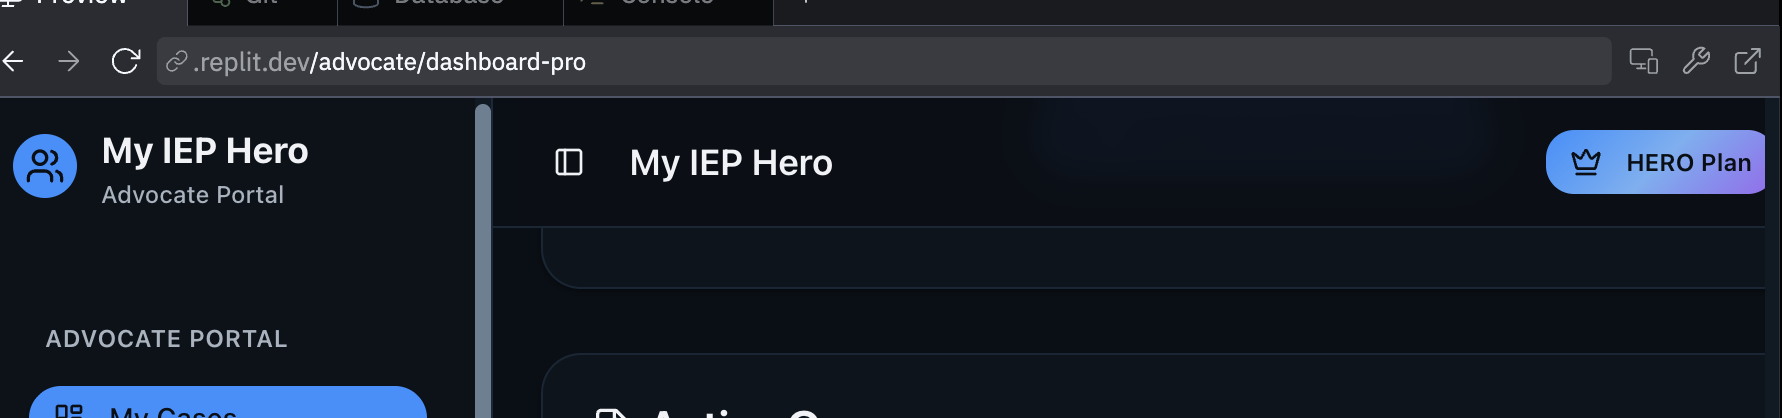 Preview
Git
Database
Console
.replit.dev/advocate/dashboard-pro
My IEP Hero
Advocate Portal
My IEP Hero
HERO Plan
ADVOCATE PORTAL
My Cases